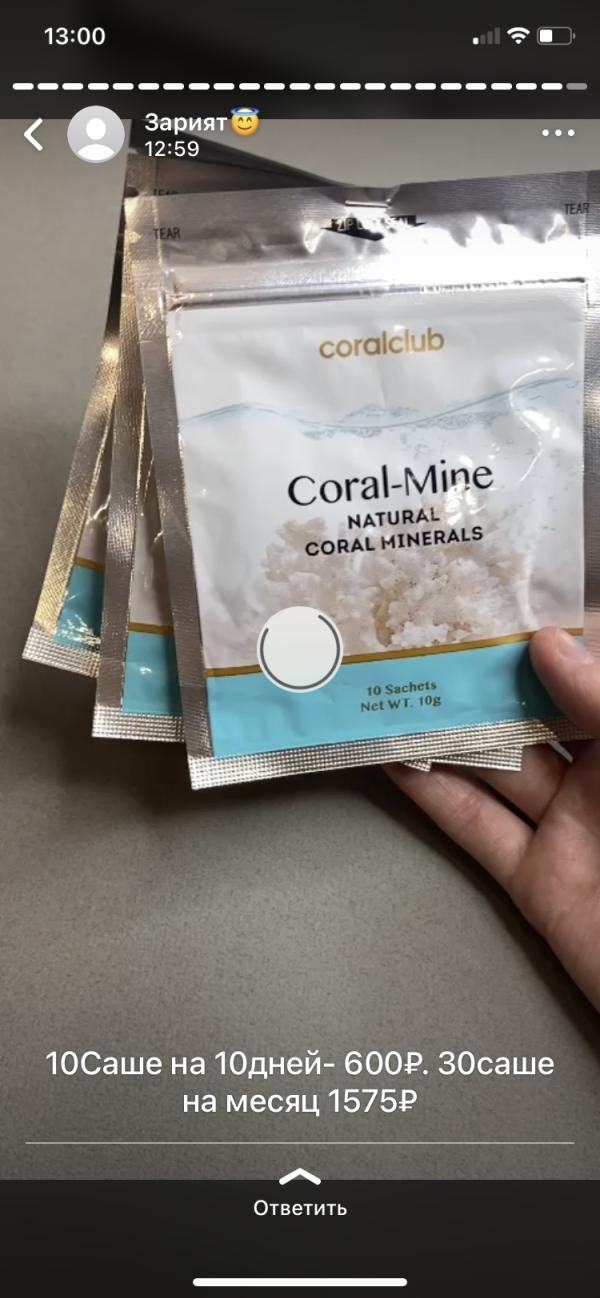 13:00
Зарият😇
12:59
TEAR
TEAR
TEAR
coralclub
Coral-Mine
NATURAL
CORAL MINERALS
10 Sachets
Net WT. 10g
10Саше на 10дней- 600₽. 30саше
на месяц 1575₽
Ответить